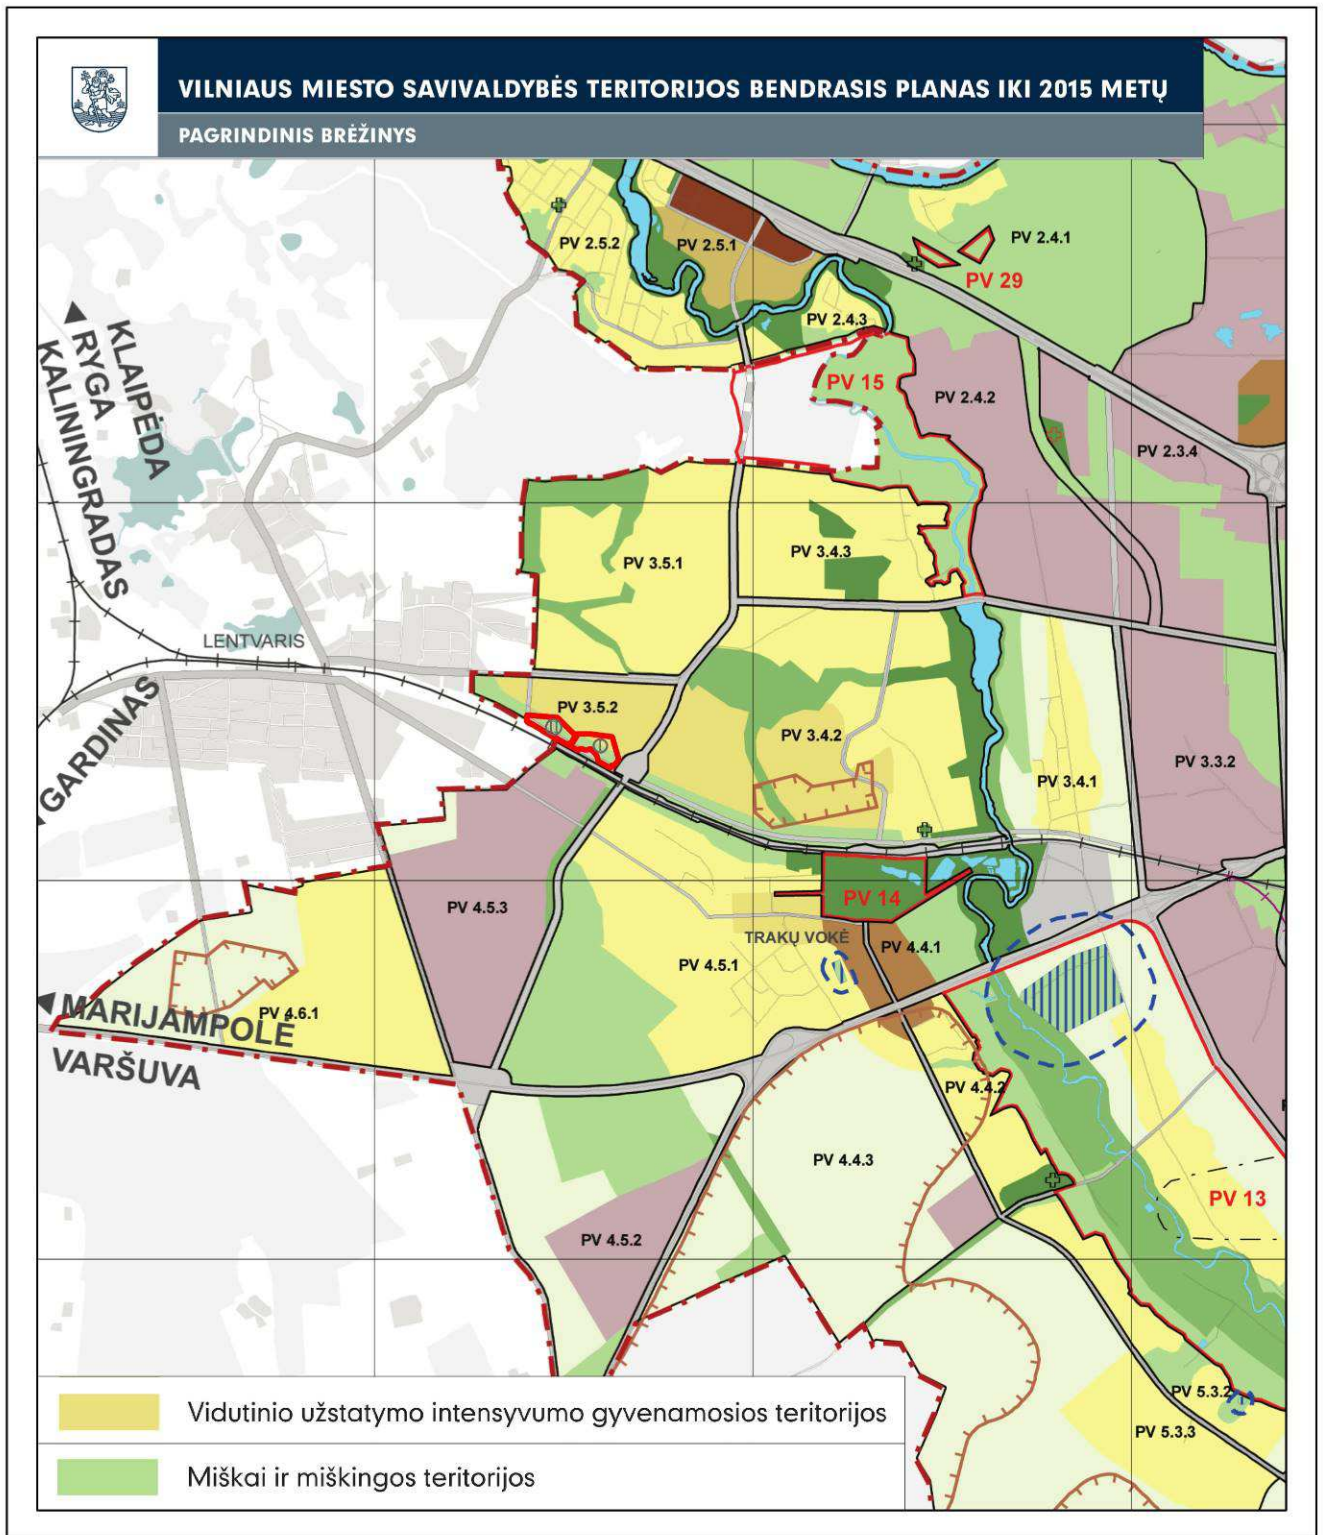 VILNIAUS MIESTO SAVIVALDYBĖS TERITORIJOS BENDRASIS PLANAS IKI 2015 METŲ
PAGRINDINIS BRĖŽINYS
PV 2.5.2
PV 2.5.1
PV 2.4.1
PV 29
PV 2.4.3
KLAIPĖDA
RYGA
KALININGRADAS
PV 15
PV 2.4.2
PV 2.3.4
PV 3.5.1
PV 3.4.3
LENTVARIS
GARDINAS
PV 3.5.2
PV 3.4.2
PV 3.4.1
PV 3.3.2
PV 4.5.3
PV 14
TRAKŲ VOKĖ
PV 4.4.1
PV 4.5.1
PV 4.6.1
MARIJAMPOLĖ
VARŠUVA
PV 4.4.2
PV 4.4.3
PV 13
PV 4.5.2
PV 5.3.2
PV 5.3.3
Vidutinio užstatymo intensyvumo gyvenamosios teritorijos
Miškai ir miškingos teritorijos